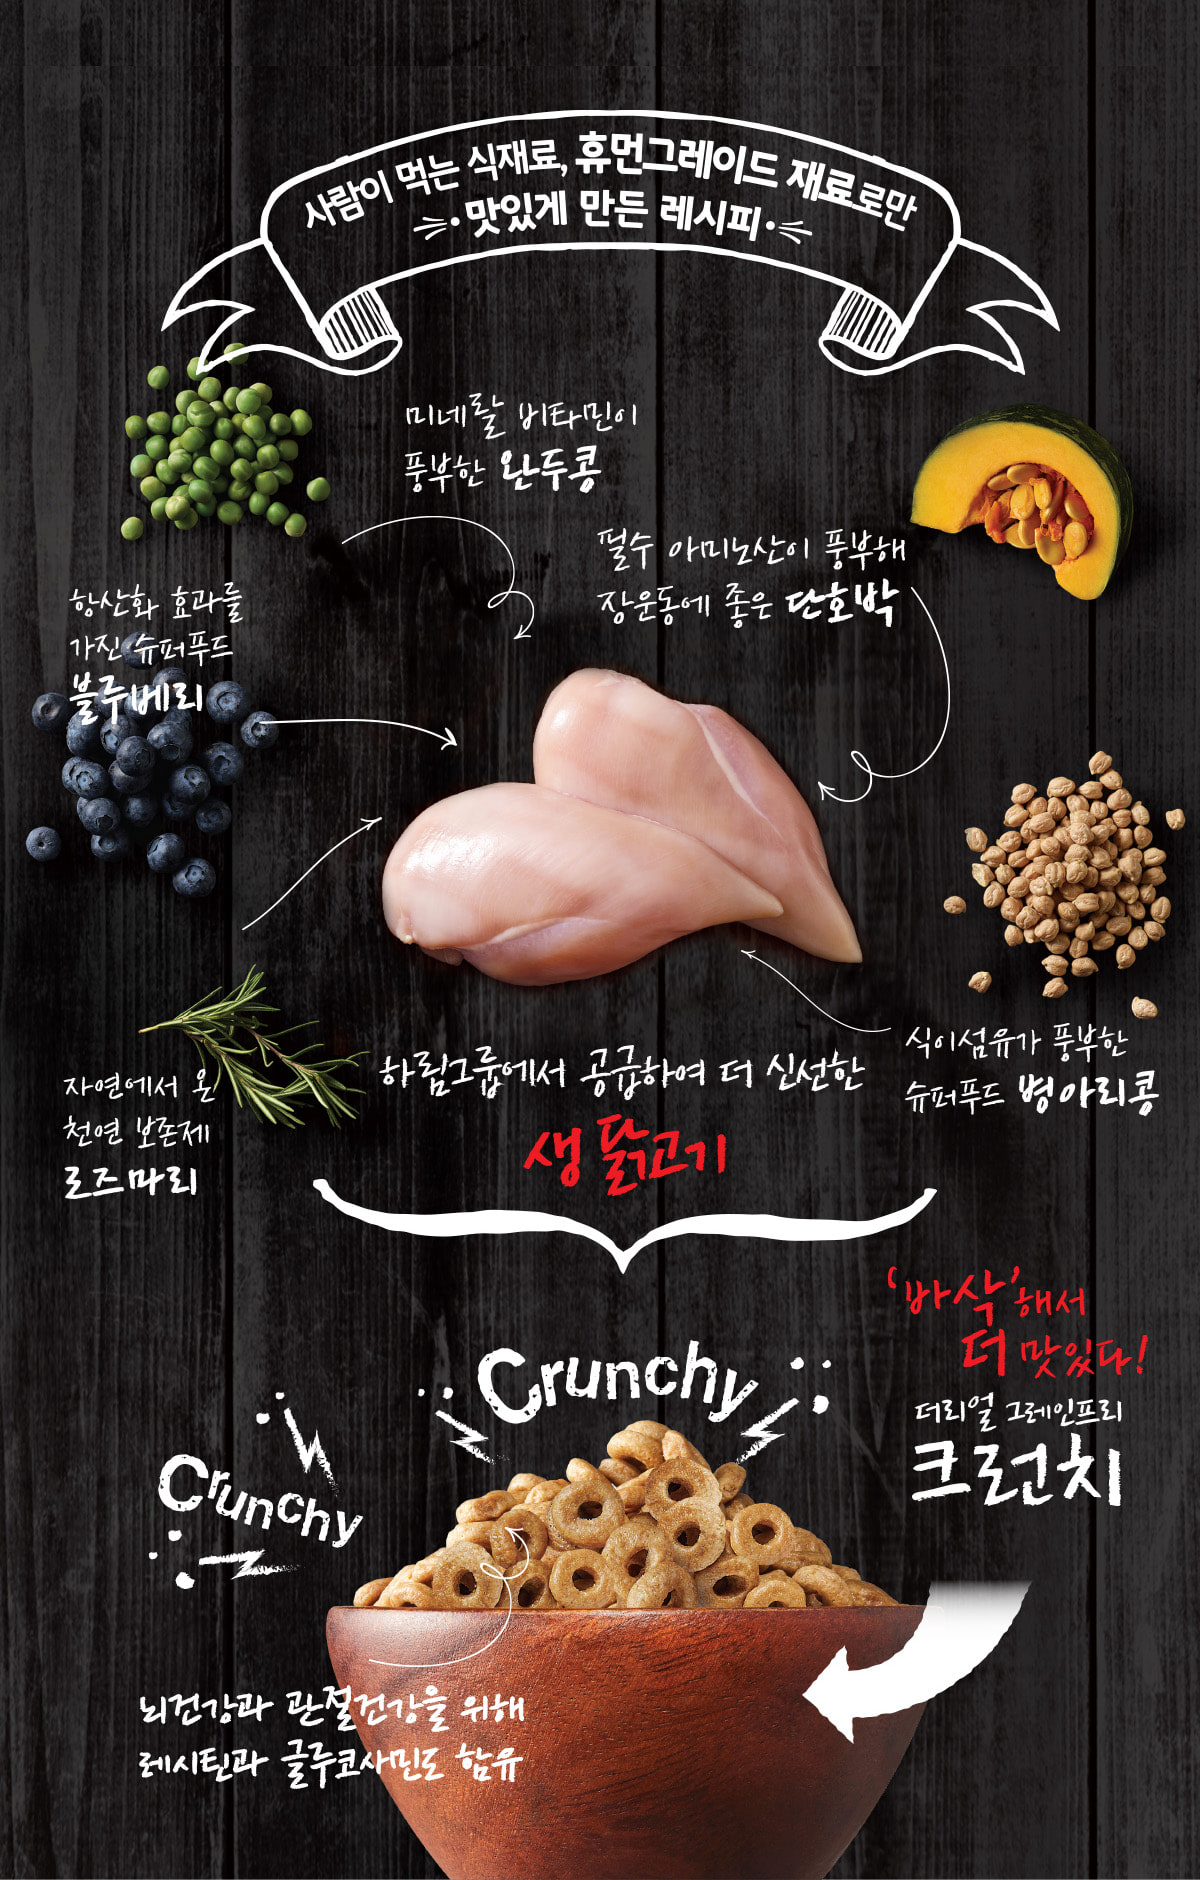 사람이 먹는 식재료, 휴먼그레이드 재료로만
맛있게 만든 레시피
미네랄 비타민이
풍부한 완두콩
필수 아미노산이 풍부해
장운동에 좋은 단호박
항산화 효과를
가진 슈퍼푸드
블루베리
자연에서 온
천연 보존제
로즈마리
하림그룹에서 공급하여 더 신선한
생 닭고기
식이섬유가 풍부한
슈퍼푸드 병아리콩
'바삭'해서
더 맛있다!
더리얼 그레인프리
크런치
Crunchy
Crunchy
뇌건강과 관절건강을 위해
레시틴과 글루코사민도 함유